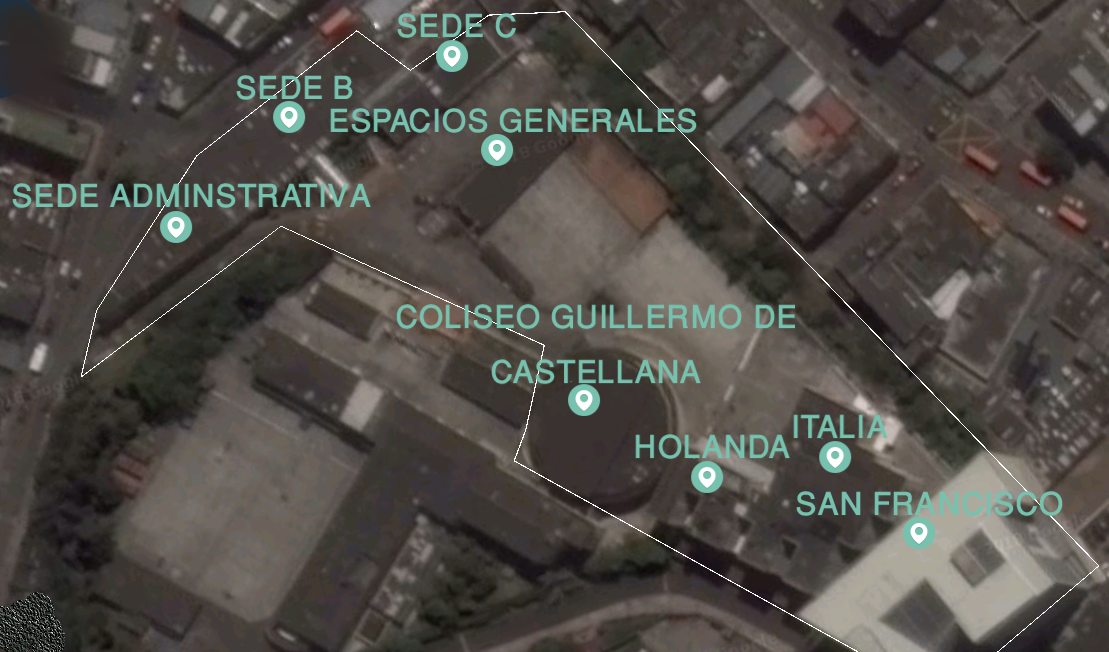 SEDE C
SEDE B
ESPACIOS GENERALES
SEDE ADMINSTRATIVA
COLISEO GUILLERMO DE
CASTELLANA
HOLANDA
ITALIA
SAN FRANCISCO